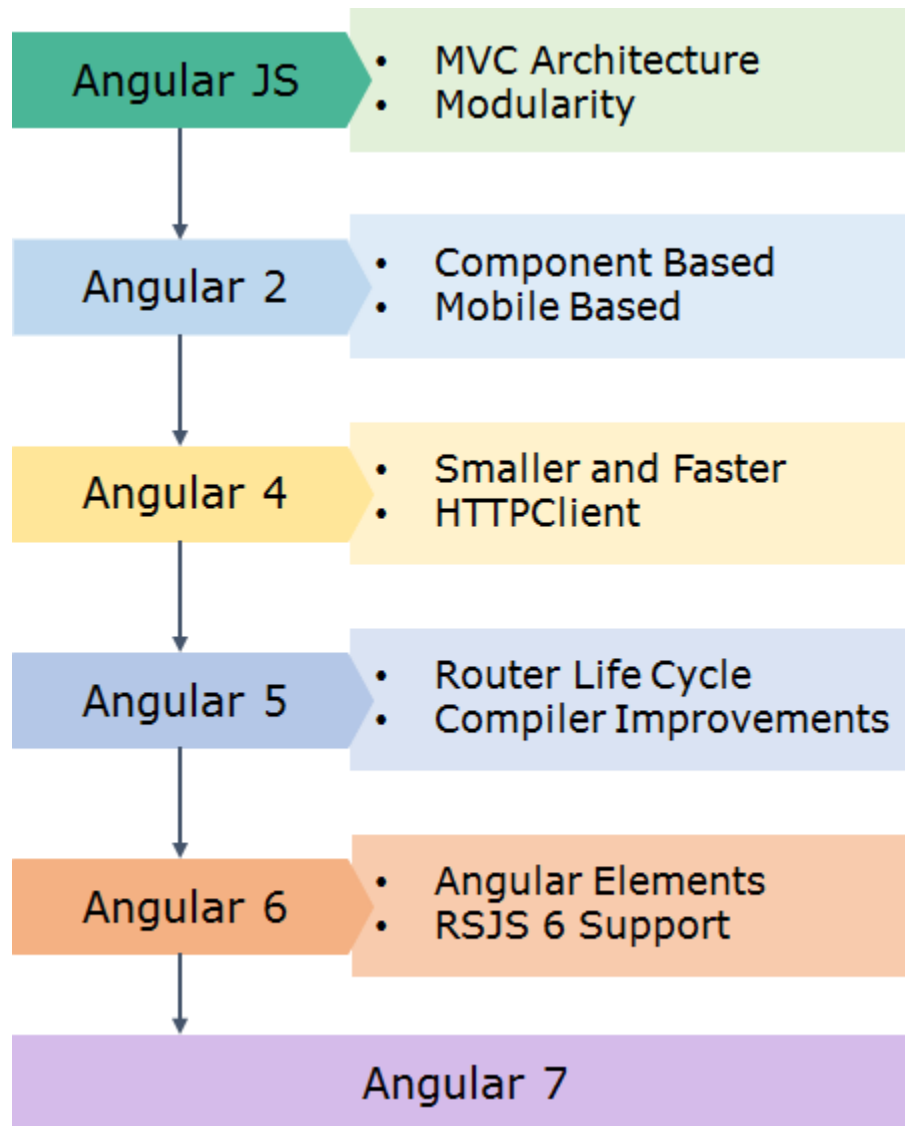 Angular JS
• MVC Architecture
• Modularity
Angular 2
• Component Based
• Mobile Based
Angular 4
• Smaller and Faster
• HTTPClient
Angular 5
• Router Life Cycle
• Compiler Improvements
Angular 6
• Angular Elements
• RSJS 6 Support
Angular 7